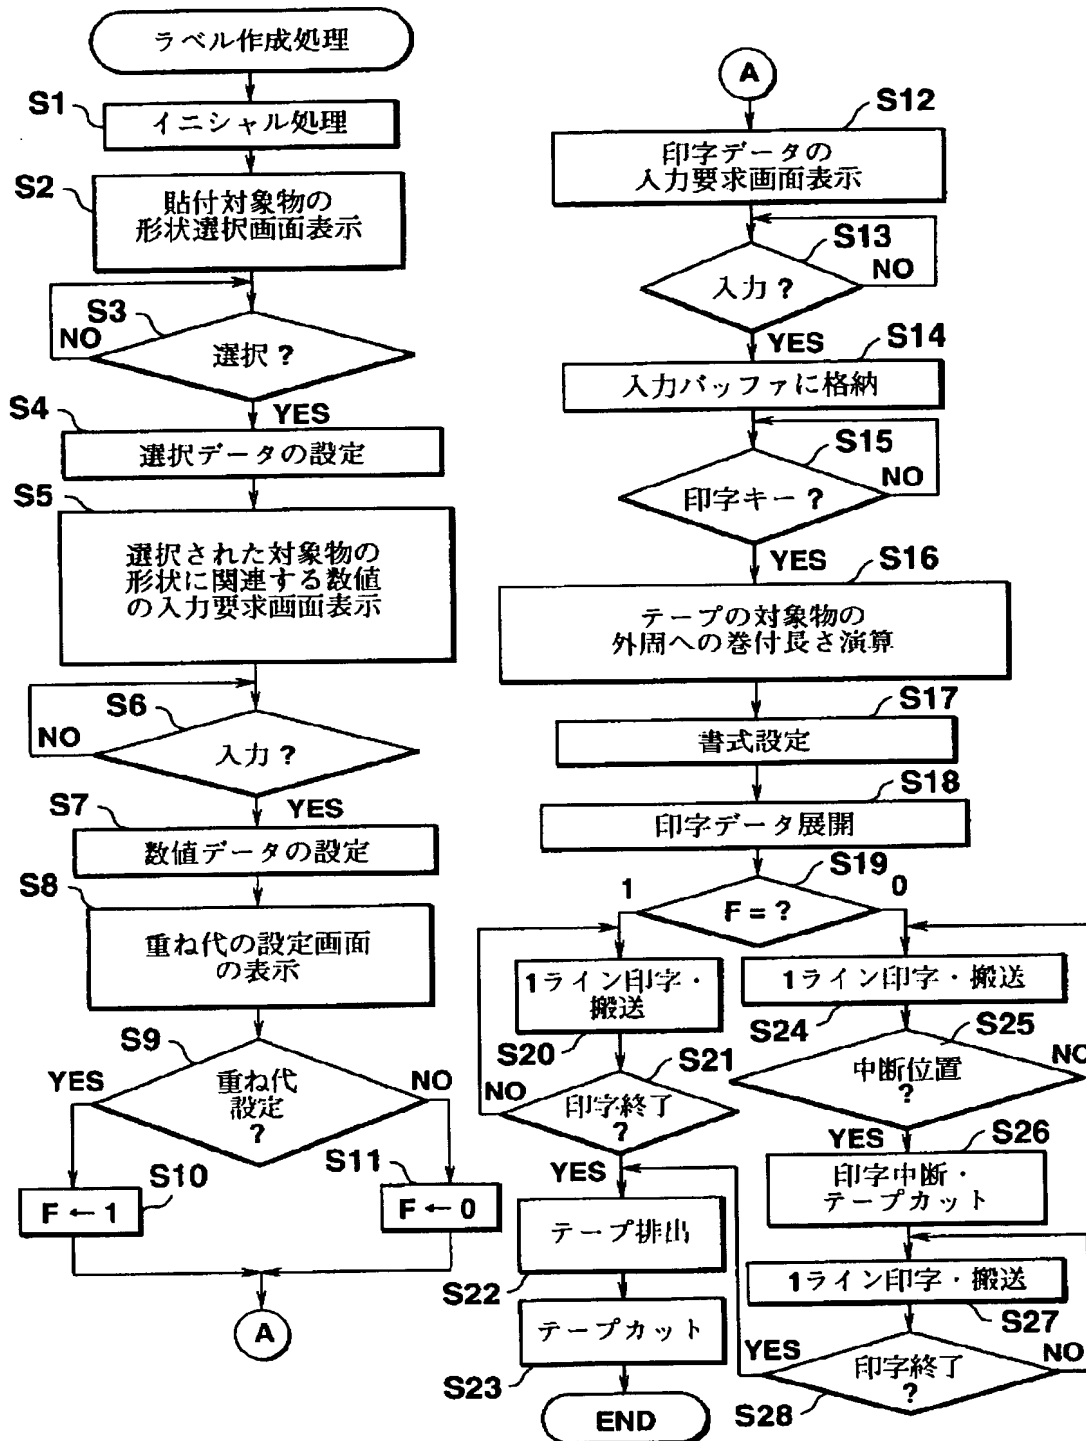 ラベル作成処理
S1
イニシャル処理
S2
貼付対象物の
形状選択画面表示
S3
NO
選択?
YES
S4
選択データの設定
S5
選択された対象物の
形状に関連する数値
の入力要求画面表示
S6
NO
入力?
YES
S7
数値データの設定
S8
重ね代の設定画面
の表示
S9
YES
重ね代
設定
?
NO
S10
F←1
S11
F←0
A
A
S12
印字データの
入力要求画面表示
S13
NO
入力?
YES
S14
入力バッファに格納
S15
NO
印字キー?
YES
S16
テープの対象物の
外周への巻付長さ演算
S17
書式設定
S18
印字データ展開
S19
1
F=?
0
1ライン印字・
搬送
S20
S21
NO
印字終了
?
YES
テープ排出
S22
テープカット
S23
END
1ライン印字・搬送
S24
S25
中断位置
?
NO
YES
S26
印字中断・
テープカット
1ライン印字・搬送
S27
YES
印字終了
?
NO
S28